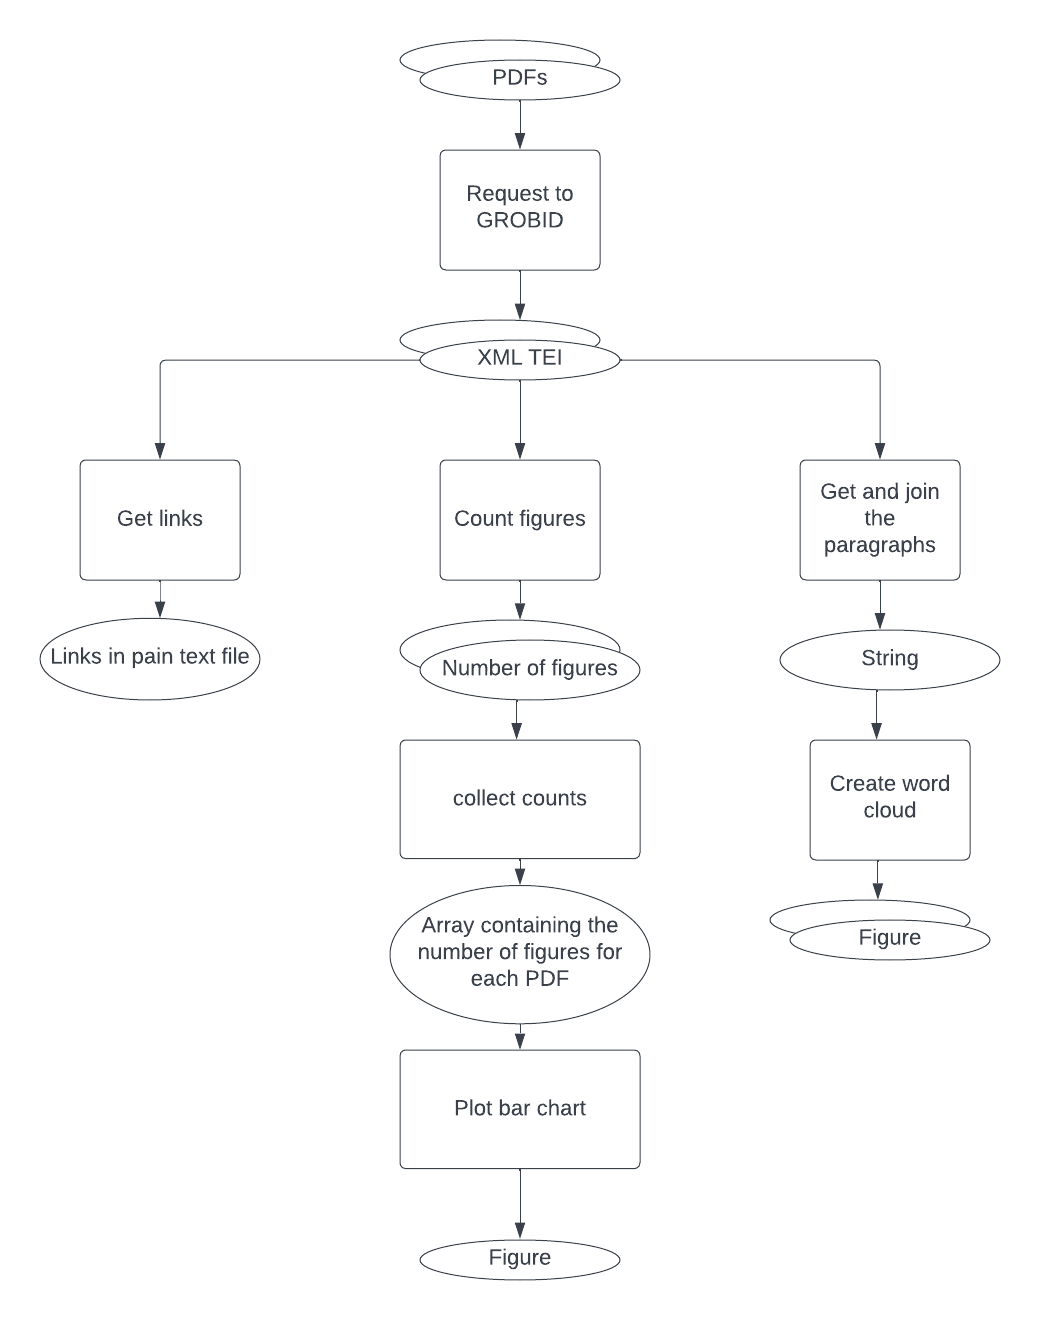 PDFs
Request to
GROBID
XML TEI
Get links
Count figures
Get and join
the
paragraphs
Links in pain text file
Number of figures
String
collect counts
Create word
cloud
Array containing the
number of figures for
each PDF
Figure
Plot bar chart
Figure